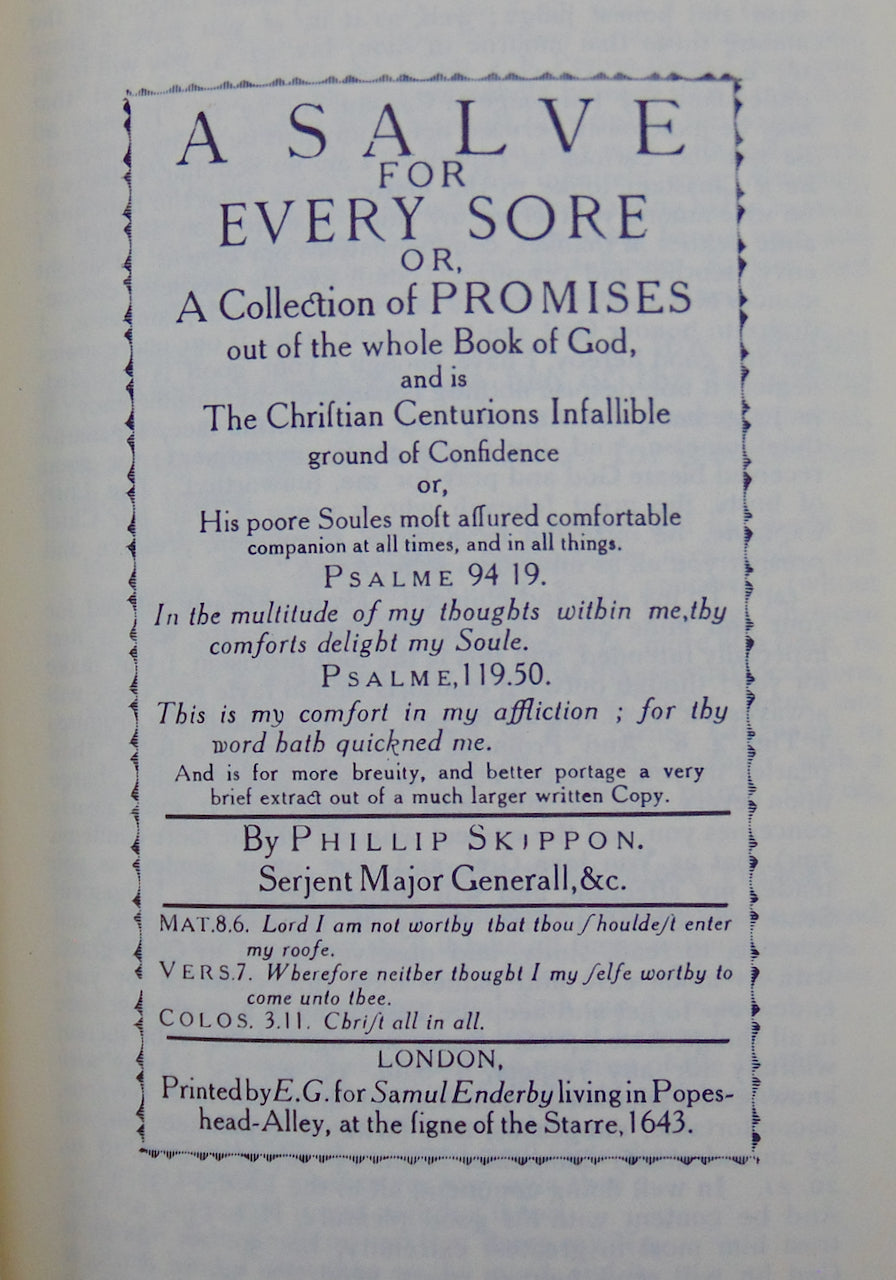 A SALVE
FOR
EVERY SORE
OR,
A Collection of PROMISES
out of the whole Book of God,
and is
The Chriſtian Centurions Infallible
ground of Confidence
or,
His poore Soules moſt aſſured comfortable
companion at all times, and in all things.
PSALME 94 19.
In the multitude of my thoughts within me,thy
comforts delight my Soule.
PSALME,119.50.
This is my comfort in my affliction ; for thy
word hath quickned me.
And is for more breuity, and better portage a very
brief extract out of a much larger written Copy.
By PHILLIP SKIPPON.
Serjent Major Generall,&c.
MAT.8.6. Lord I am not worthy that thou ſhouldeſt enter
my roofe.
VERS.7. Wherefore neither thought I my ſelfe worthy to
come unto thee.
COLOS. 3.11. Chriſt all in all.
LONDON,
Printed by E.G. for Samul Enderby living in Popes-
head-Alley, at the ſigne of the Starre, 1643.